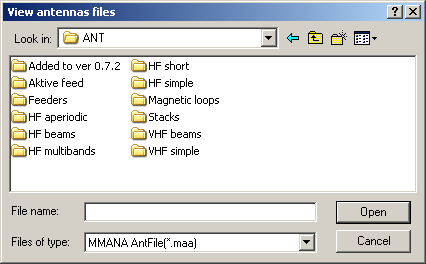 View antennas files
Look in: ANT
Added to ver 0.7.2
Aktive feed
Feeders
HF aperiodic
HF beams
HF multibands
HF short
HF simple
Magnetic loops
Stacks
VHF beams
VHF simple
File name:
Open
Files of type: MMANA AntFile(*.maa)
Cancel